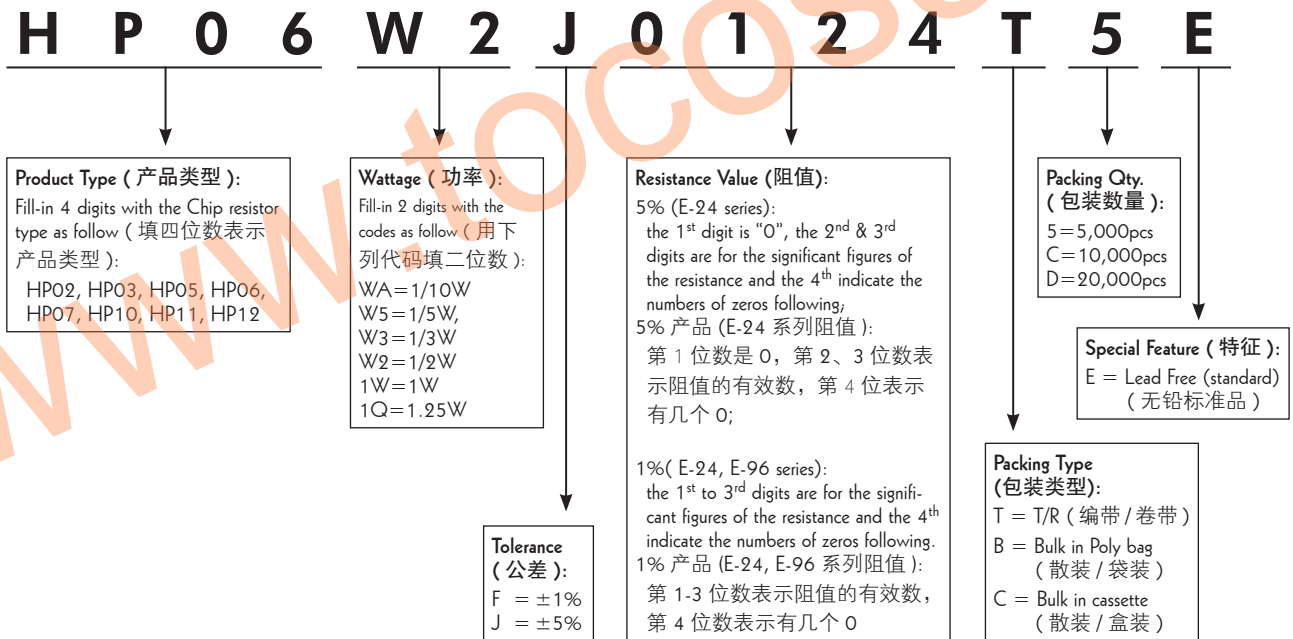 HP06W2J0124T5E
Product Type ( 产品类型 ):
Fill-in 4 digits with the Chip resistor
type as follow ( 填四位数表示
产品类型 ):
HP02, HP03, HP05, HP06,
HP07, HP10, HP11, HP12
Wattage ( 功率 ):
Fill-in 2 digits with the
codes as follow ( 用下
列代码填二位数 ):
WA=1/10W
W5=1/5W,
W3=1/3W
W2=1/2W
1W=1W
1Q=1.25W
Tolerance
( 公差 ):
F = ±1%
J = ±5%
Resistance Value (阻值):
5% (E-24 series):
the 1st digit is “0”, the 2nd & 3rd
digits are for the significant figures of
the resistance and the 4th indicate the
numbers of zeros following;
5% 产品 (E-24 系列阻值 ):
第 1 位数是 0，第 2、3 位数表
示阻值的有效数，第 4 位表示
有几个 0;
1%( E-24, E-96 series):
the 1st to 3rd digits are for the signifi-
cant figures of the resistance and the 4th
indicate the numbers of zeros following.
1% 产品 (E-24, E-96 系列阻值 ):
第 1-3 位数表示阻值的有效数，
第 4 位数表示有几个 0
Packing Type
(包装类型):
T = T/R ( 编带 / 卷带 )
B = Bulk in Poly bag
( 散装 / 袋装 )
C = Bulk in cassette
( 散装 / 盒装 )
Packing Qty.
( 包装数量 ):
5=5,000pcs
C=10,000pcs
D=20,000pcs
Special Feature ( 特征 ):
E = Lead Free (standard)
( 无铅标准品 )
www.tocos